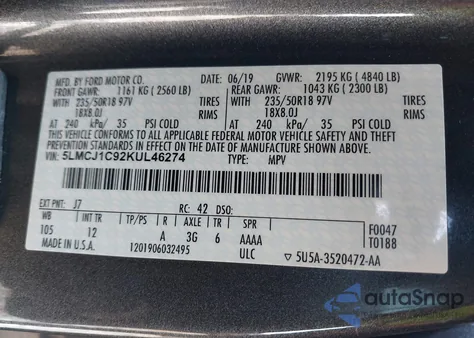 MFD. BY FORD MOTOR CO.
DATE: 06/19 GVWR: 2195 KG ( 4840 LB)
FRONT GAWR: 1161 KG ( 2560 LB) REAR GAWR: 1043 KG ( 2300 LB)
WITH 235/50R18 97V TIRES WITH 235/50R18 97V TIRES
18X8.0J RIMS 18X8.0J RIMS
AT 240 kPa/ 35 PSI COLD AT 240 kPa/ 35 PSI COLD
THIS VEHICLE CONFORMS TO ALL APPLICABLE FEDERAL MOTOR VEHICLE SAFETY, BUMPER, AND THEFT
PREVENTION STANDARDS IN EFFECT ON THE DATE OF MANUFACTURE SHOWN ABOVE.
VIN: 5LMCJ1C92KUL46274 TYPE: MPV
EXT PNT: J7 RC: 42 DSO:
WB INT TR TP/PS R AXLE TR SPR F0047
105 12 A 3G 6 AAAA T0188
MADE IN U.S.A. 1201906032495 ULC ▽ 5U5A-3520472-AA
autoSnap